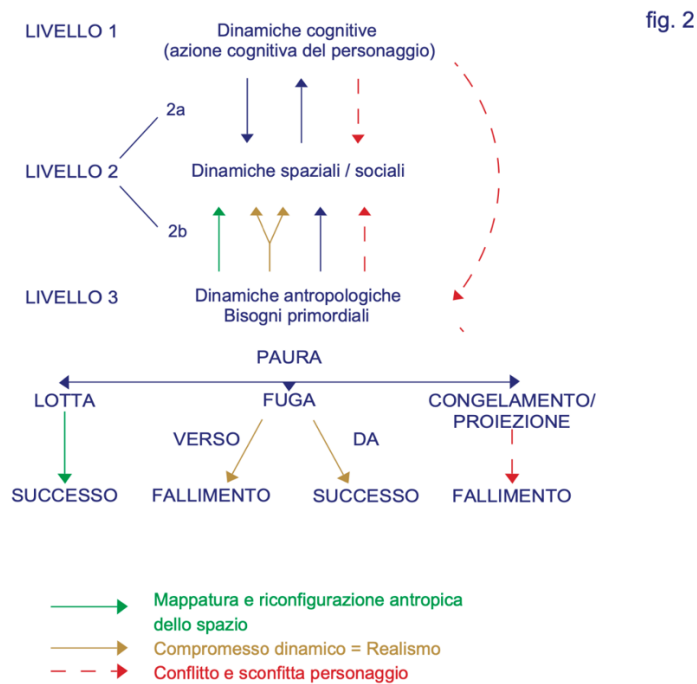 fig. 2
LIVELLO 1
Dinamiche cognitive
(azione cognitiva del personaggio)
2a
LIVELLO 2
Dinamiche spaziali / sociali
2b
LIVELLO 3
Dinamiche antropologiche
Bisogni primordiali
PAURA
LOTTA
FUGA
CONGELAMENTO/
PROIEZIONE
VERSO
DA
SUCCESSO
FALLIMENTO
SUCCESSO
FALLIMENTO
Mappatura e riconfigurazione antropica
dello spazio
Compromesso dinamico = Realismo
Conflitto e sconfitta personaggio